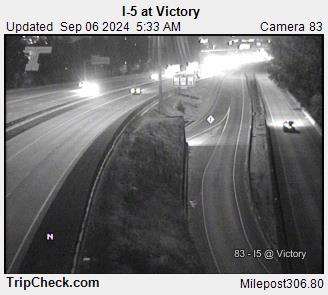 I-5 at Victory
Updated Sep 06 2024 5:33 AM Camera 83
N
83 - I5 @ Victory
TripCheck.com Milepost306.80